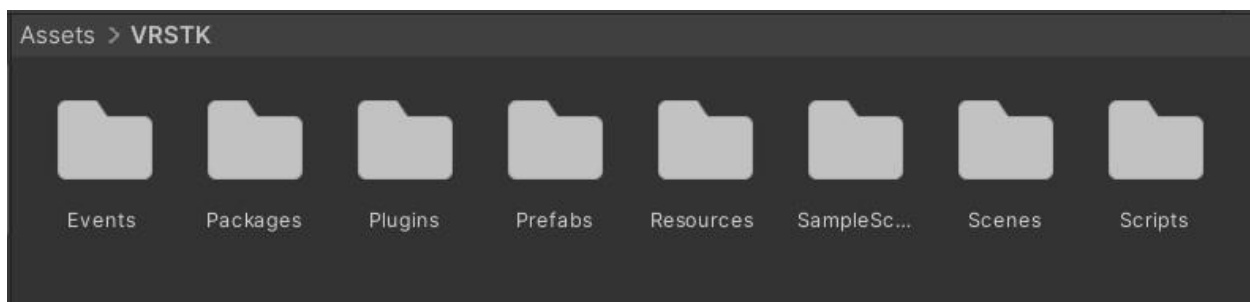 Assets > VRSTK
Events Packages Plugins Prefabs Resources SampleSc... Scenes Scripts